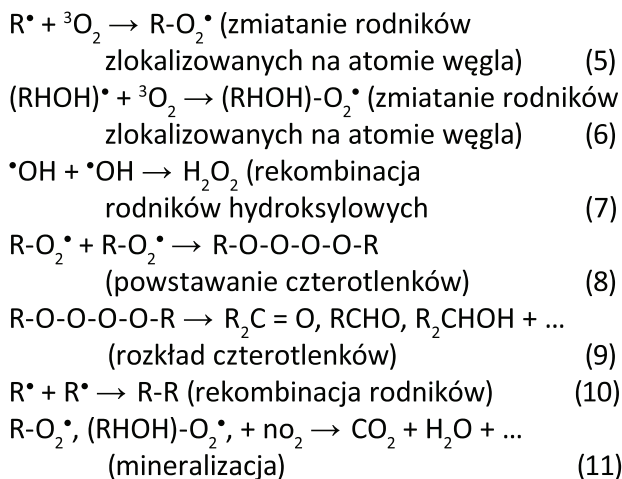 R• + ³O₂ → R-O₂• (zmiatanie rodników
zlokalizowanych na atomie węgla) (5)
(RHOH)• + ³O₂ → (RHOH)-O₂• (zmiatanie rodników
zlokalizowanych na atomie węgla) (6)
•OH + •OH → H₂O₂ (rekombinacja
rodników hydroksylowych (7)
R-O₂• + R-O₂• → R-O-O-O-O-R
(powstawanie czterotlenków) (8)
R-O-O-O-O-R → R₂C = O, RCHO, R₂CHOH + ...
(rozkład czterotlenków) (9)
R• + R• → R-R (rekombinacja rodników) (10)
R-O₂•, (RHOH)-O₂•, + no₂ → CO₂ + H₂O + ...
(mineralizacja) (11)